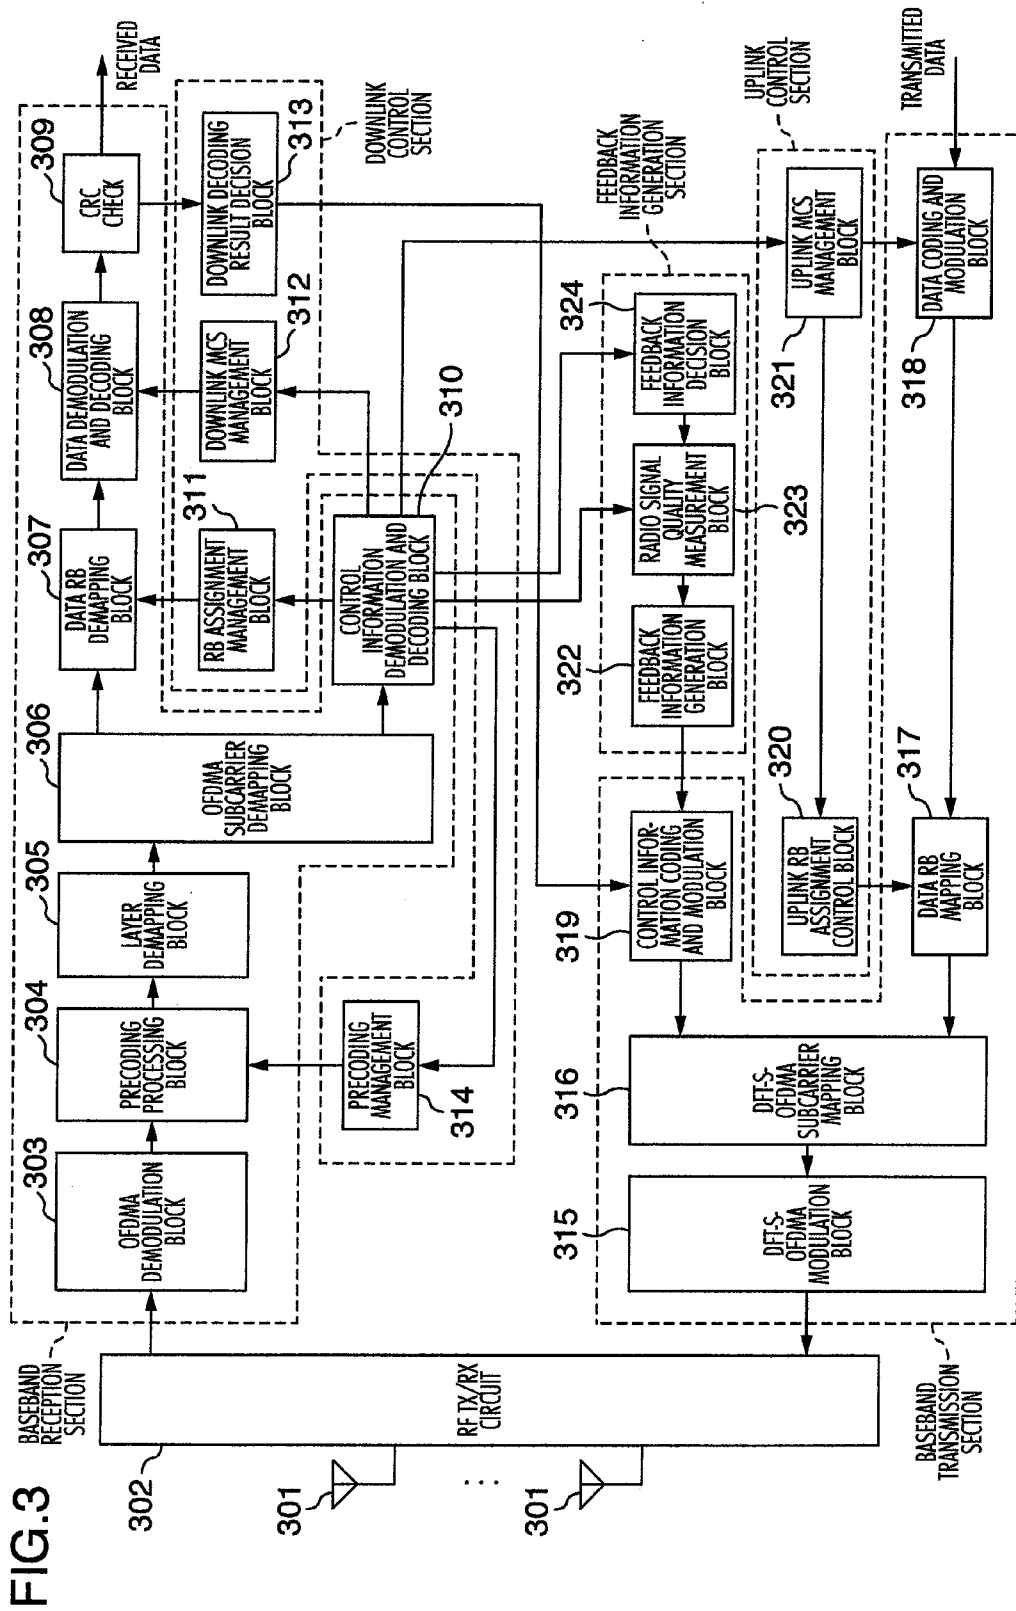 FIG.3
BASEBAND
RECEPTION
SECTION
303
OFDMA
DEMODULATION
BLOCK
304
PRECODING
PROCESSING
BLOCK
305
LAYER
DEMAPPING
BLOCK
306
OFDMA
SUBCARRIER
DEMAPPING
BLOCK
307
DATA RB
DEMAPPING
BLOCK
308
DATA DEMODULATION
AND DECODING
BLOCK
309
CRC
CHECK
RECEIVED
DATA
311
RB ASSIGNMENT
MANAGEMENT
BLOCK
312
DOWNLINK MCS
MANAGEMENT
BLOCK
313
DOWNLINK DECODING
RESULT DECISION
BLOCK
DOWNLINK
CONTROL
SECTION
310
CONTROL
INFORMATION
DEMODULATION AND
DECODING BLOCK
314
PRECODING
MANAGEMENT
BLOCK
302
RF TX/RX
CIRCUIT
301
...
301
FEEDBACK
INFORMATION
GENERATION
SECTION
322
FEEDBACK
INFORMATION
GENERATION
BLOCK
323
RADIO SIGNAL
QUALITY
MEASUREMENT
BLOCK
324
FEEDBACK
INFORMATION
DECISION
BLOCK
315
DFT-S-
OFDMA
MODULATION
BLOCK
316
DFT-S-
OFDMA
SUBCARRIER
MAPPING
BLOCK
319
CONTROL INFOR-
MATION CODING
AND MODULATION
BLOCK
UPLINK
CONTROL
SECTION
320
UPLINK RB
ASSIGNMENT
CONTROL BLOCK
321
UPLINK MCS
MANAGEMENT
BLOCK
317
DATA RB
MAPPING
BLOCK
318
DATA CODING AND
MODULATION
BLOCK
TRANSMITTED
DATA
BASEBAND
TRANSMISSION
SECTION